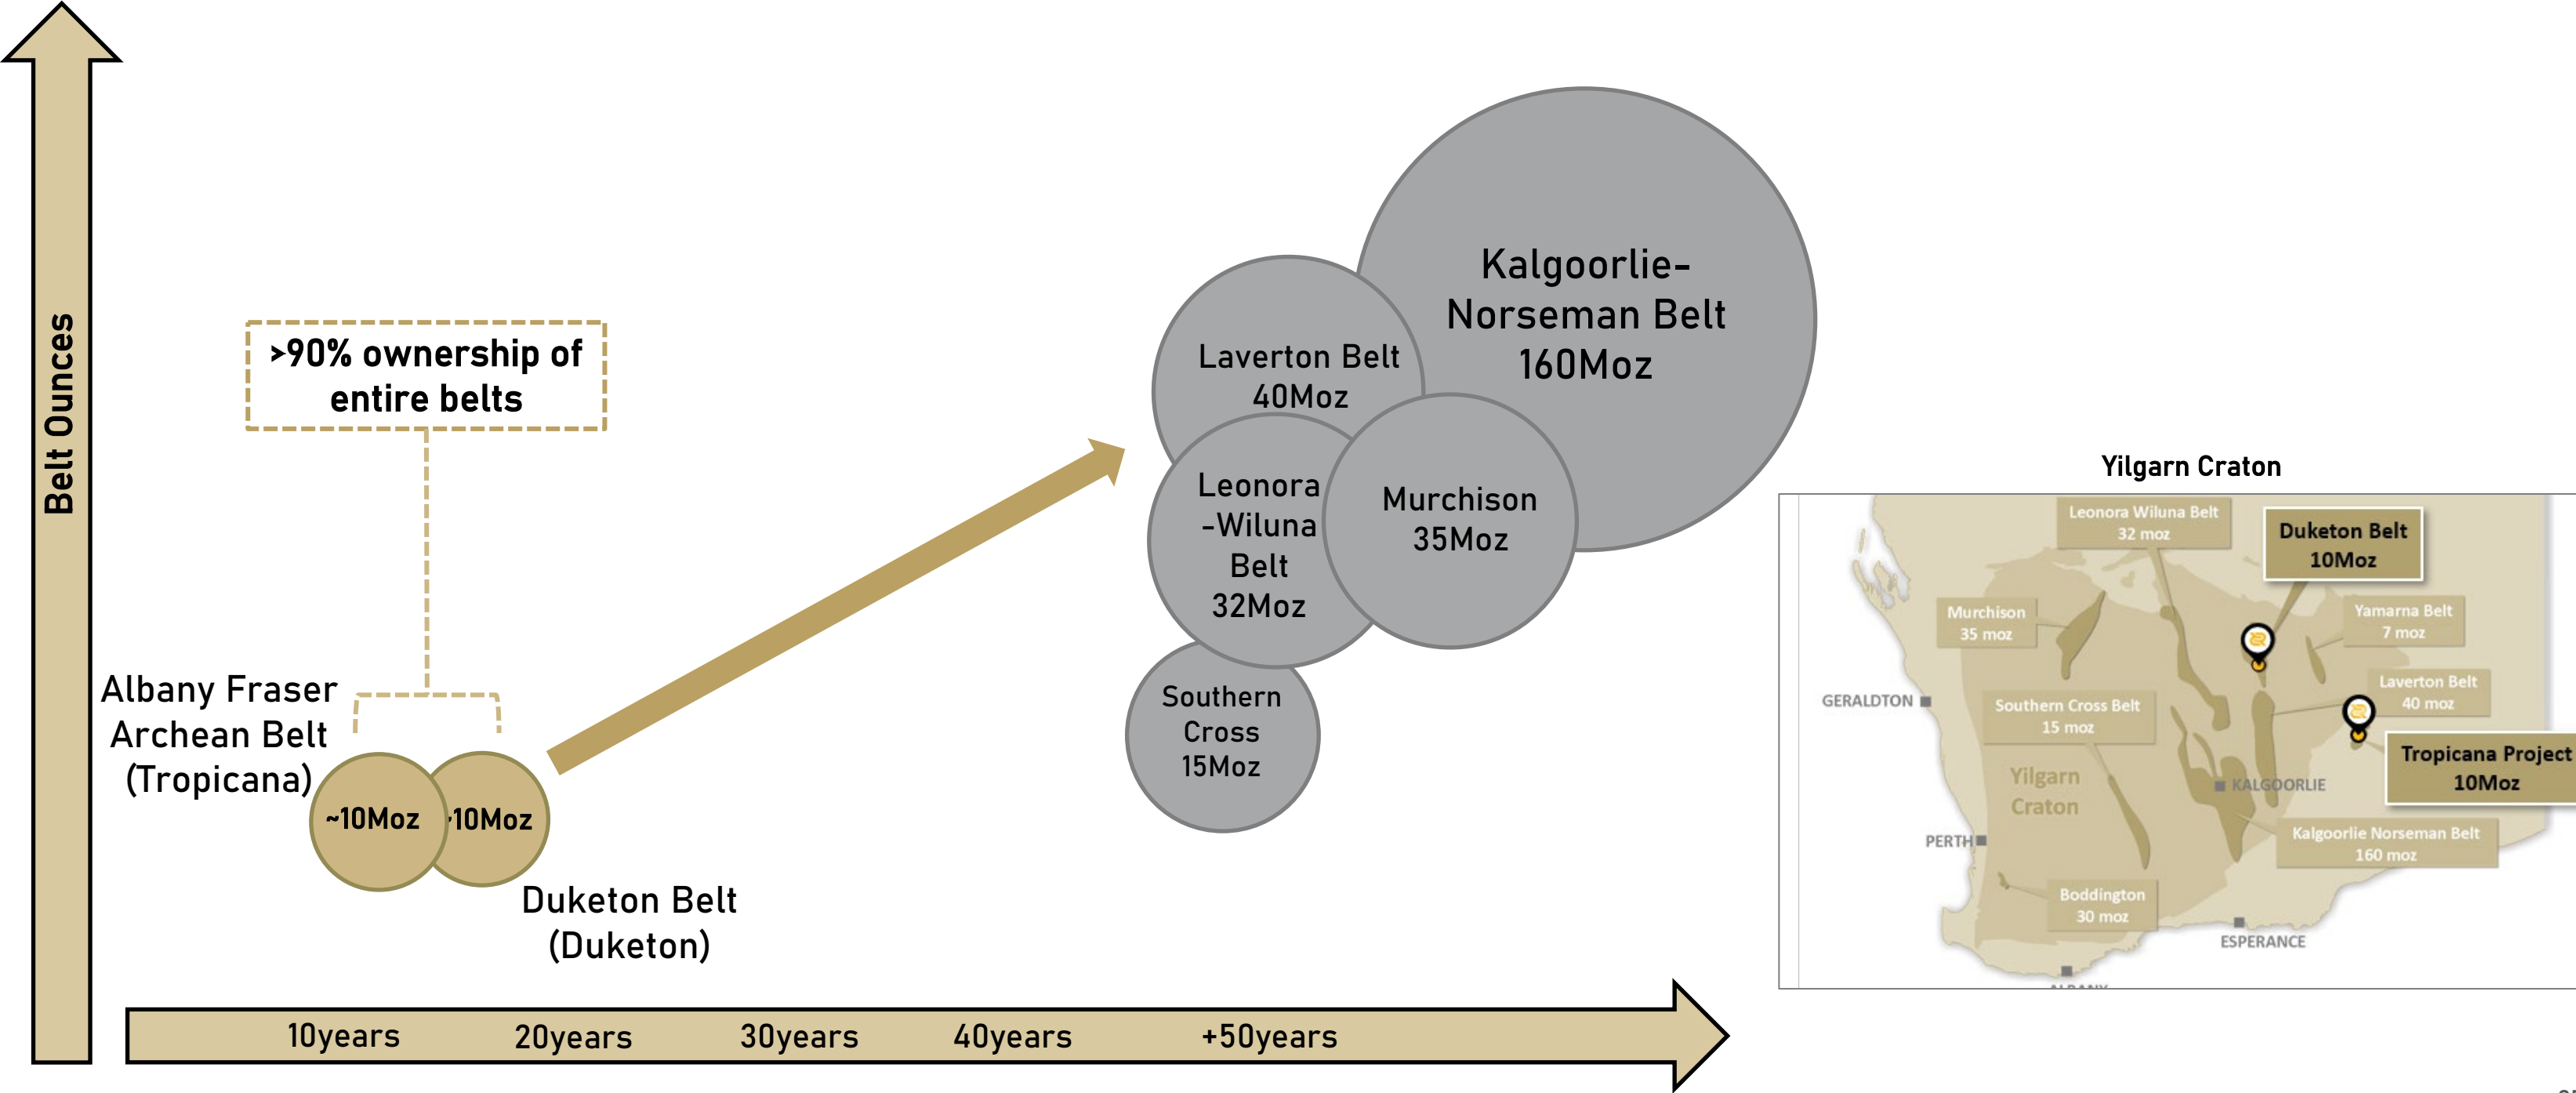 Belt Ounces
>90% ownership of
entire belts
Albany Fraser
Archean Belt
(Tropicana)
~10Moz
10Moz
Duketon Belt
(Duketon)
Kalgoorlie-
Norseman Belt
160Moz
Laverton Belt
40Moz
Leonora
-Wiluna
Belt
32Moz
Murchison
35Moz
Southern
Cross
15Moz
10years
20years
30years
40years
+50years
Yilgarn Craton
Leonora Wiluna Belt
32 moz
Duketon Belt
10Moz
Murchison
35 moz
Yamarna Belt
7 moz
Laverton Belt
40 moz
GERALDTON
Southern Cross Belt
15 moz
Tropicana Project
10Moz
Yilgarn
Craton
KALGOORLIE
PERTH
Kalgoorlie Norseman Belt
160 moz
Boddington
30 moz
ESPERANCE